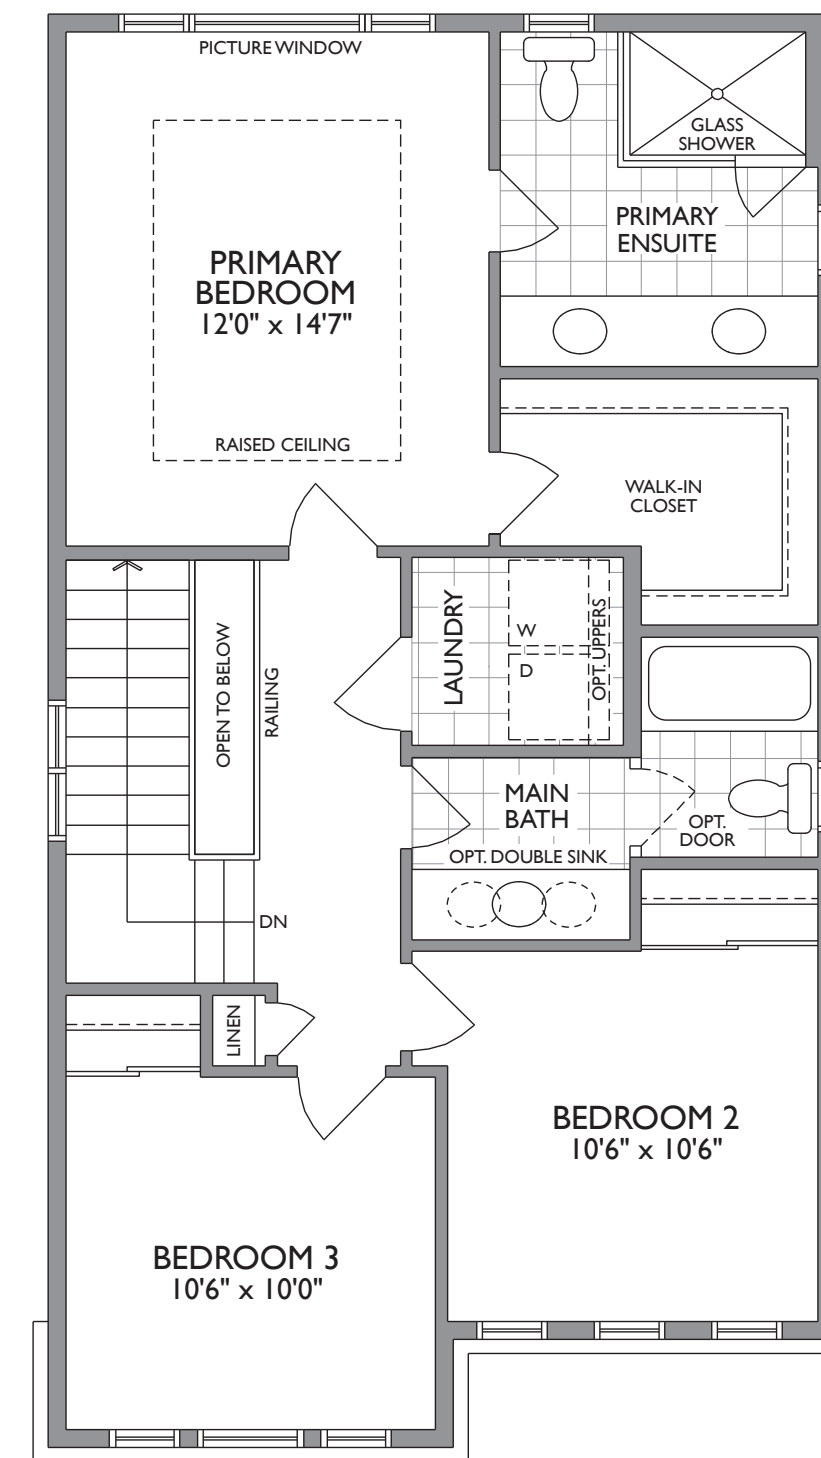 PICTURE WINDOW
GLASS
SHOWER
PRIMARY
ENSUITE
PRIMARY
BEDROOM
12'0" x 14'7"
RAISED CEILING
WALK-IN
CLOSET
LAUNDRY
W
D
OPT. UPPERS
OPEN TO BELOW
RAILING
MAIN
BATH
OPT.
DOOR
OPT. DOUBLE SINK
DN
LINEN
BEDROOM 2
10'6" x 10'6"
BEDROOM 3
10'6" x 10'0"